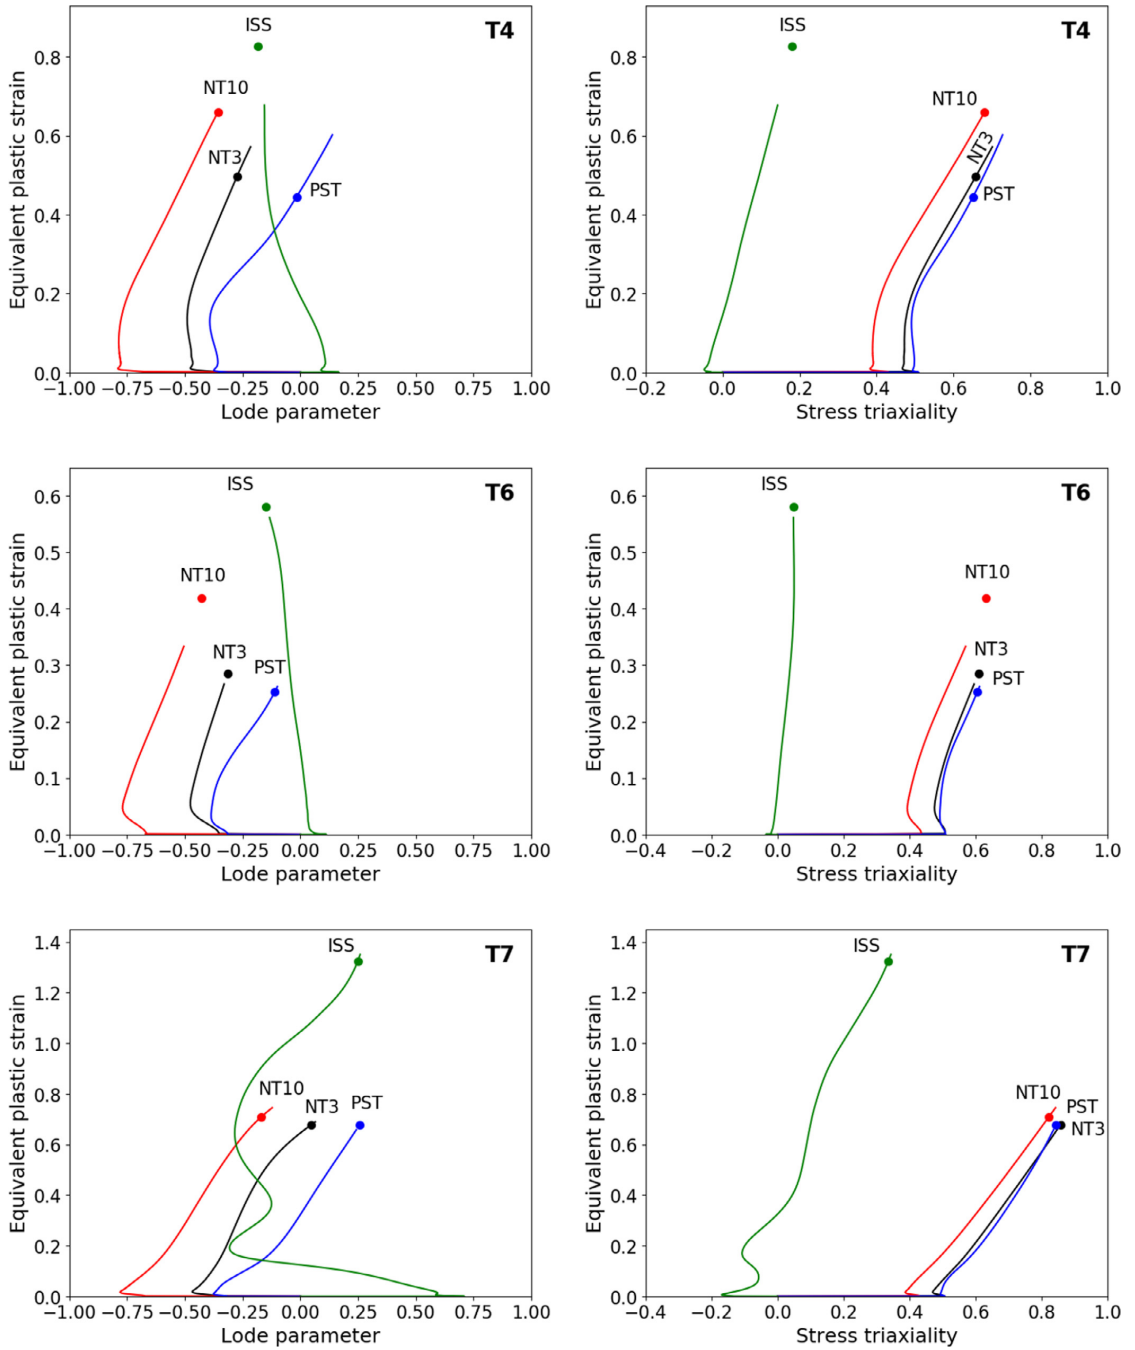 T4
ISS
NT10
NT3
PST
Equivalent plastic strain
0.8
0.6
0.4
0.2
0.0
−1.00 −0.75 −0.50 −0.25 0.00 0.25 0.50 0.75 1.00
Lode parameter
T4
ISS
NT10
NT3
PST
Equivalent plastic strain
0.8
0.6
0.4
0.2
0.0
−0.2 0.0 0.2 0.4 0.6 0.8 1.0
Stress triaxiality
T6
ISS
NT10
NT3
PST
Equivalent plastic strain
0.6
0.5
0.4
0.3
0.2
0.1
0.0
−1.00 −0.75 −0.50 −0.25 0.00 0.25 0.50 0.75 1.00
Lode parameter
T6
ISS
NT10
NT3
PST
Equivalent plastic strain
0.6
0.5
0.4
0.3
0.2
0.1
0.0
−0.4 −0.2 0.0 0.2 0.4 0.6 0.8 1.0
Stress triaxiality
T7
ISS
NT10
NT3
PST
Equivalent plastic strain
1.4
1.2
1.0
0.8
0.6
0.4
0.2
0.0
−1.00 −0.75 −0.50 −0.25 0.00 0.25 0.50 0.75 1.00
Lode parameter
T7
ISS
NT10
PST
NT3
Equivalent plastic strain
1.4
1.2
1.0
0.8
0.6
0.4
0.2
0.0
−0.4 −0.2 0.0 0.2 0.4 0.6 0.8 1.0
Stress triaxiality